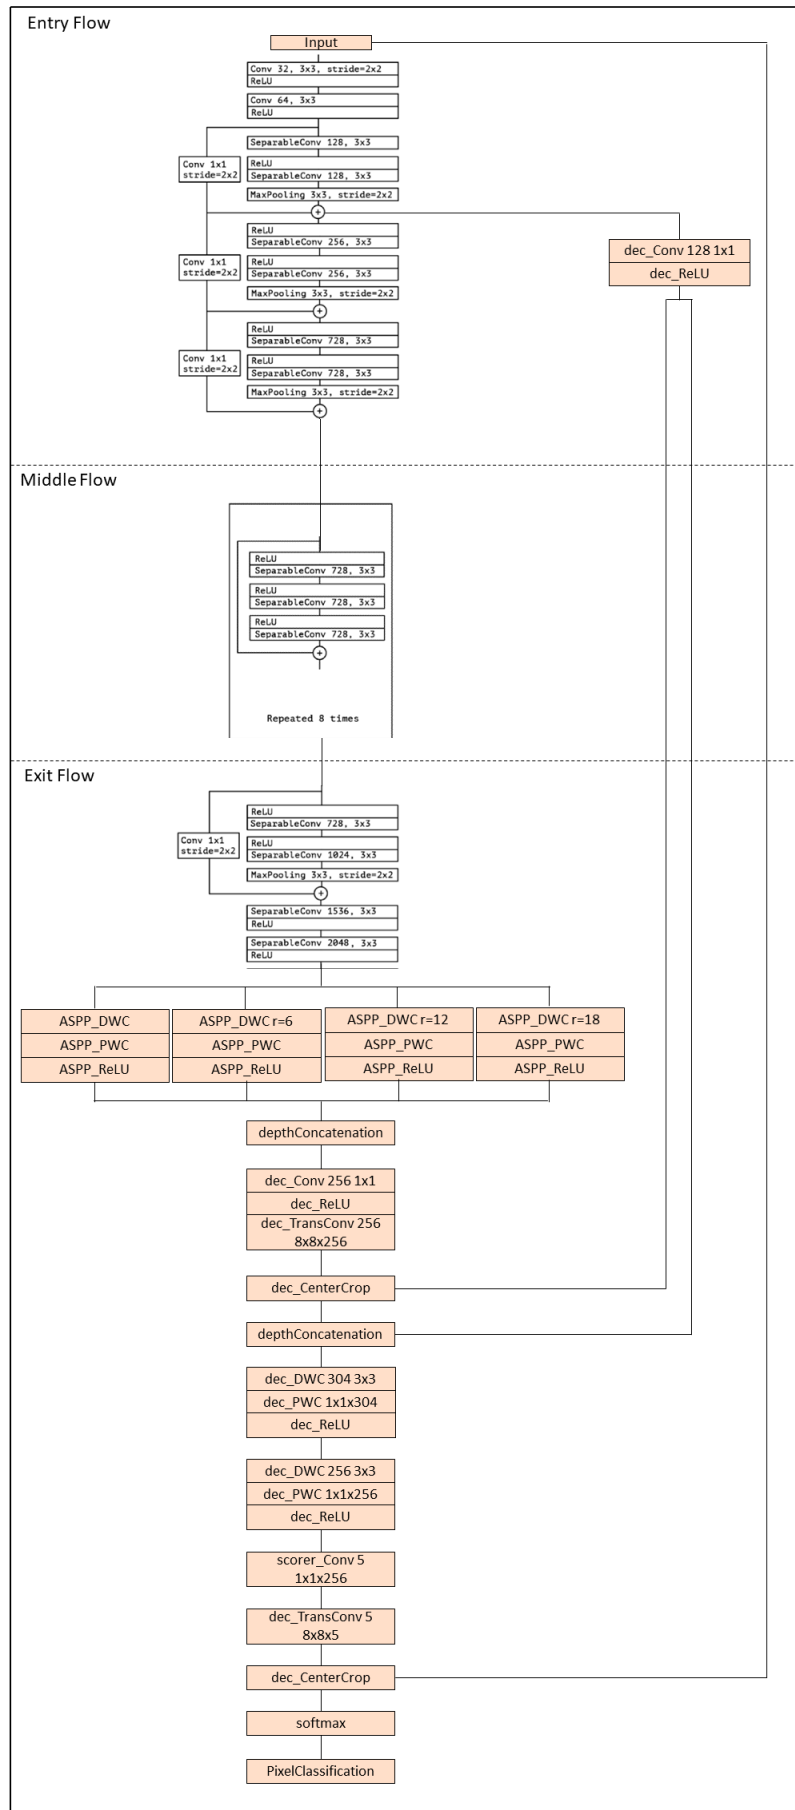 Entry Flow
Input
Conv 32, 3x3, stride=2x2
ReLU
Conv 64, 3x3
ReLU
SeparableConv 128, 3x3
Conv 1x1
stride=2x2
ReLU
SeparableConv 128, 3x3
MaxPooling 3x3, stride=2x2
+
ReLU
SeparableConv 256, 3x3
dec_Conv 128 1x1
dec_ReLU
Conv 1x1
stride=2x2
ReLU
SeparableConv 256, 3x3
MaxPooling 3x3, stride=2x2
+
ReLU
SeparableConv 728, 3x3
Conv 1x1
stride=2x2
ReLU
SeparableConv 728, 3x3
MaxPooling 3x3, stride=2x2
+
Middle Flow
ReLU
SeparableConv 728, 3x3
ReLU
SeparableConv 728, 3x3
ReLU
SeparableConv 728, 3x3
+
Repeated 8 times
Exit Flow
ReLU
SeparableConv 728, 3x3
Conv 1x1
stride=2x2
ReLU
SeparableConv 1024, 3x3
MaxPooling 3x3, stride=2x2
+
SeparableConv 1536, 3x3
ReLU
SeparableConv 2048, 3x3
ReLU
ASPP_DWC
ASPP_PWC
ASPP_ReLU
ASPP_DWC r=6
ASPP_PWC
ASPP_ReLU
ASPP_DWC r=12
ASPP_PWC
ASPP_ReLU
ASPP_DWC r=18
ASPP_PWC
ASPP_ReLU
depthConcatenation
dec_Conv 256 1x1
dec_ReLU
dec_TransConv 256
8x8x256
dec_CenterCrop
depthConcatenation
dec_DWC 304 3x3
dec_PWC 1x1x304
dec_ReLU
dec_DWC 256 3x3
dec_PWC 1x1x256
dec_ReLU
scorer_Conv 5
1x1x256
dec_TransConv 5
8x8x5
dec_CenterCrop
softmax
PixelClassification